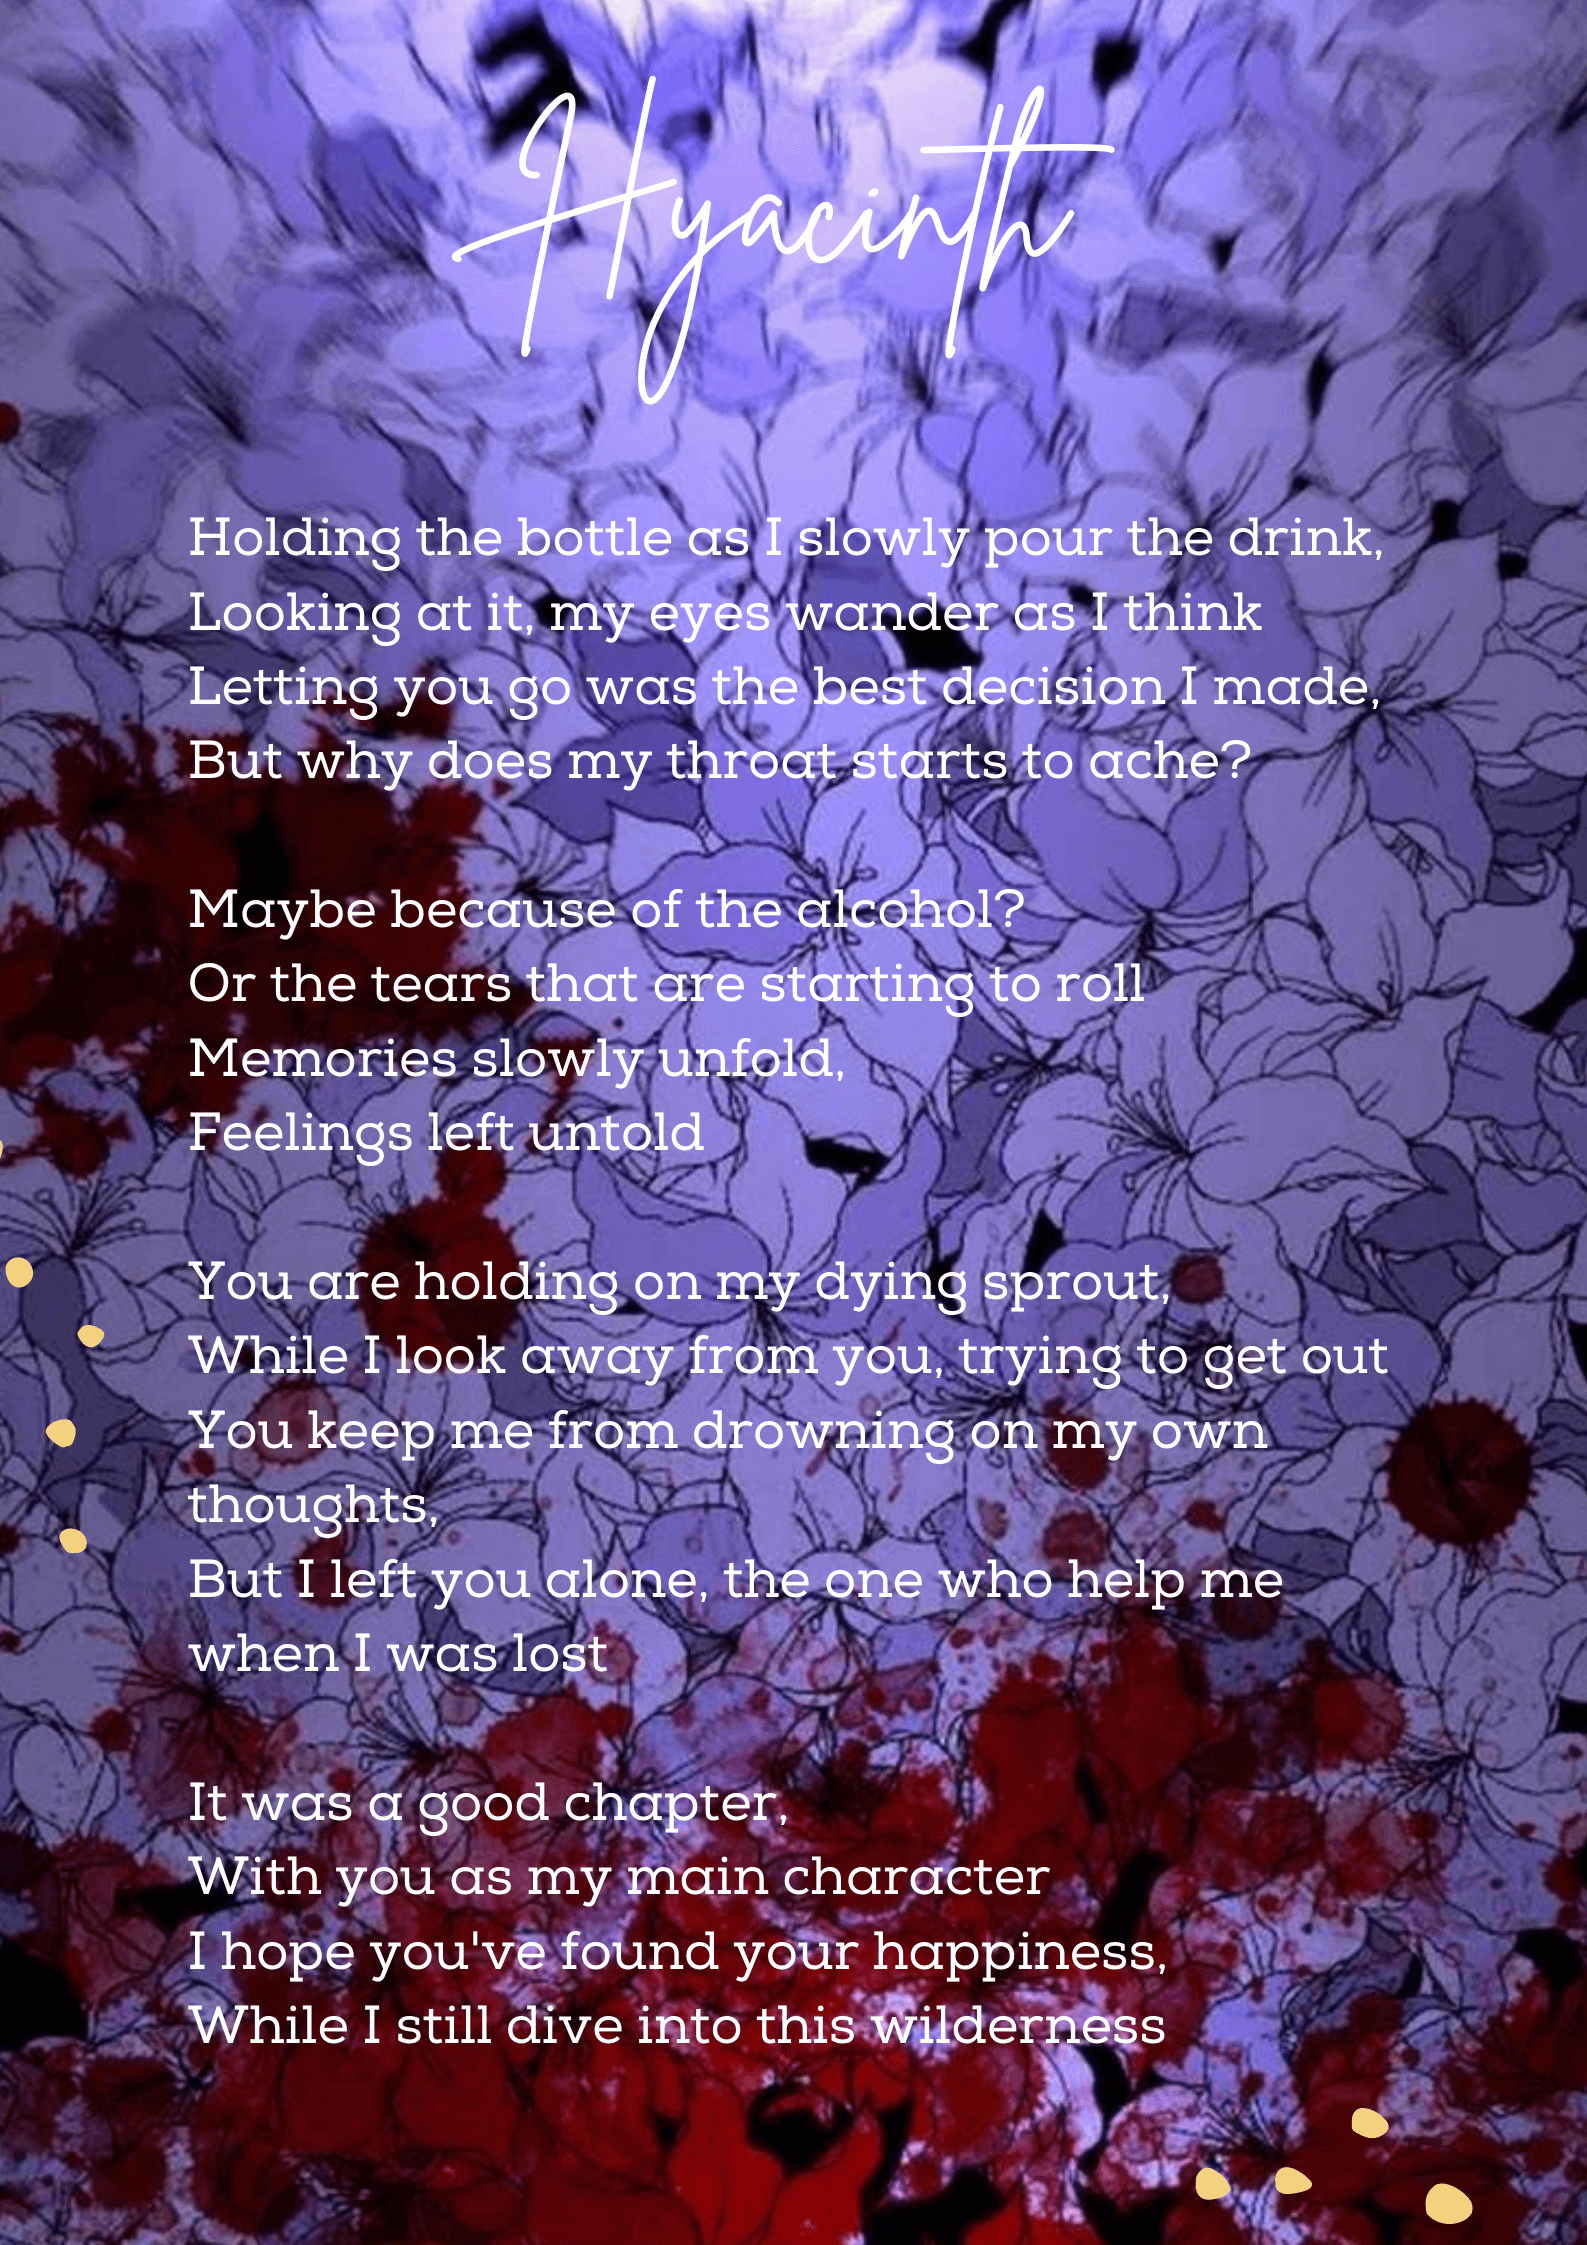 Hyacinth
Holding the bottle as I slowly pour the drink,
Looking at it, my eyes wander as I think
Letting you go was the best decision I made,
But why does my throat starts to ache?
Maybe because of the alcohol?
Or the tears that are starting to roll
Memories slowly unfold,
Feelings left untold
You are holding on my dying sprout,
While I look away from you, trying to get out
You keep me from drowning on my own
thoughts,
But I left you alone, the one who help me
when I was lost
It was a good chapter,
With you as my main character
I hope you've found your happiness,
While I still dive into this wilderness